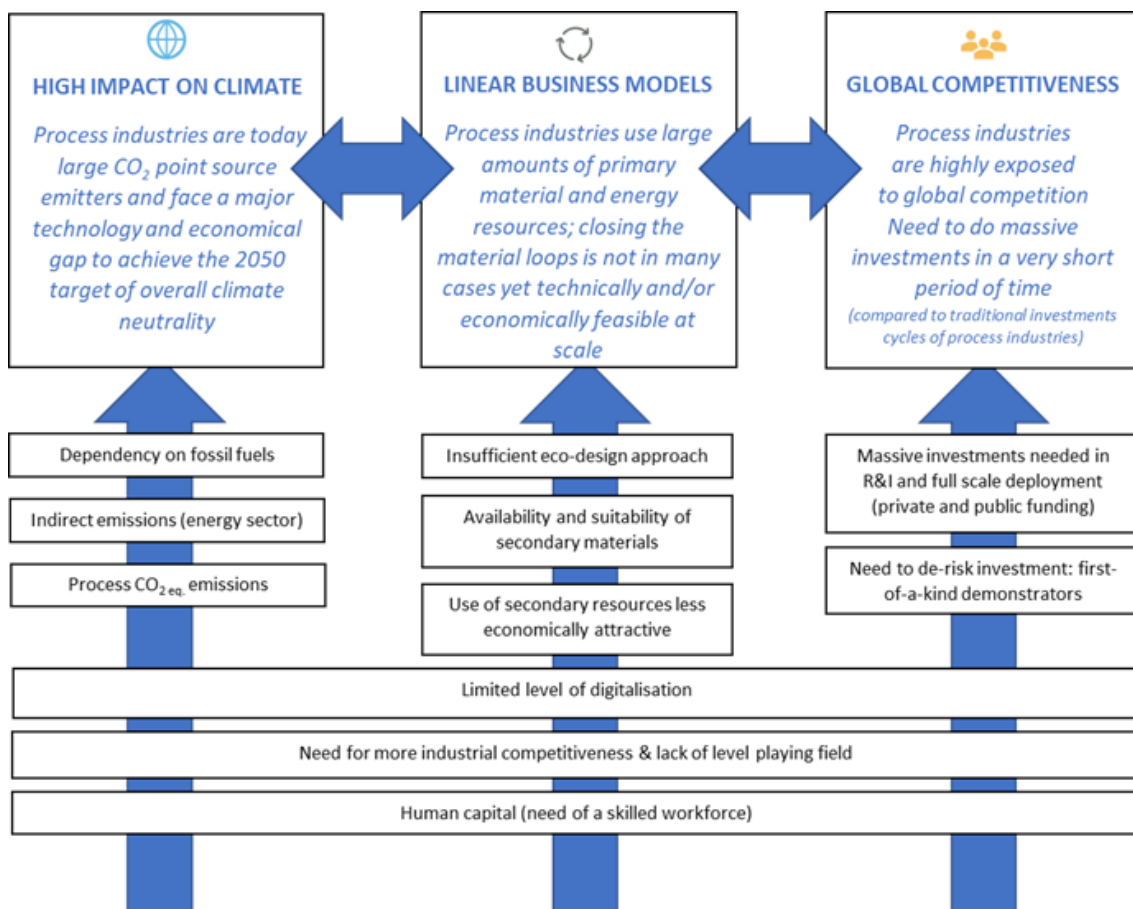 HIGH IMPACT ON CLIMATE
Process industries are today
large CO₂ point source
emitters and face a major
technology and economical
gap to achieve the 2050
target of overall climate
neutrality
LINEAR BUSINESS MODELS
Process industries use large
amounts of primary
material and energy
resources; closing the
material loops is not in many
cases yet technically and/or
economically feasible at
scale
GLOBAL COMPETITIVENESS
Process industries
are highly exposed
to global competition
Need to do massive
investments in a very short
period of time
(compared to traditional investments
cycles of process industries)
Dependency on fossil fuels
Indirect emissions (energy sector)
Process CO₂ eq. emissions
Insufficient eco-design approach
Availability and suitability of
secondary materials
Use of secondary resources less
economically attractive
Massive investments needed in
R&I and full scale deployment
(private and public funding)
Need to de-risk investment: first-
of-a-kind demonstrators
Limited level of digitalisation
Need for more industrial competitiveness & lack of level playing field
Human capital (need of a skilled workforce)